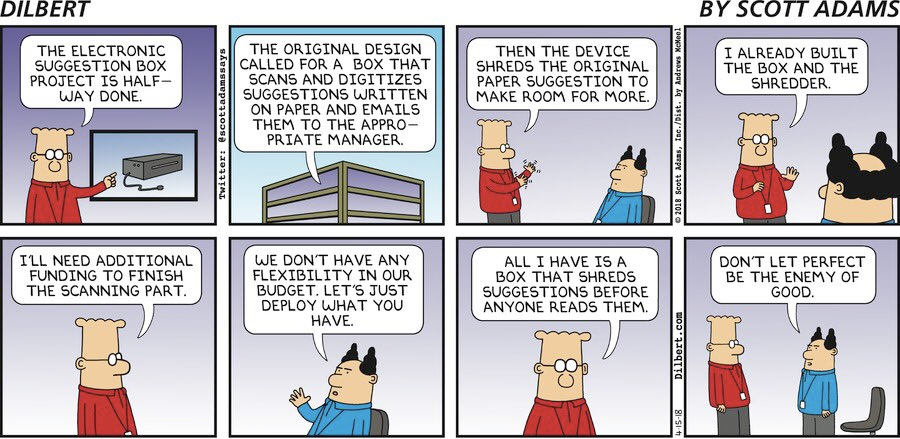 DILBERT
BY SCOTT ADAMS
THE ELECTRONIC
SUGGESTION BOX
PROJECT IS HALF-
WAY DONE.
Twitter: @scottadamssays
THE ORIGINAL DESIGN
CALLED FOR A BOX THAT
SCANS AND DIGITIZES
SUGGESTIONS WRITTEN
ON PAPER AND EMAILS
THEM TO THE APPRO-
PRIATE MANAGER.
THEN THE DEVICE
SHREDS THE ORIGINAL
PAPER SUGGESTION TO
MAKE ROOM FOR MORE.
© 2018 Scott Adams, Inc./Dist. by Andrews McMeel
I ALREADY BUILT
THE BOX AND THE
SHREDDER.
I'LL NEED ADDITIONAL
FUNDING TO FINISH
THE SCANNING PART.
WE DON'T HAVE ANY
FLEXIBILITY IN OUR
BUDGET. LET'S JUST
DEPLOY WHAT YOU
HAVE.
ALL I HAVE IS A
BOX THAT SHREDS
SUGGESTIONS BEFORE
ANYONE READS THEM.
4-15-18 Dilbert.com
DON'T LET PERFECT
BE THE ENEMY OF
GOOD.